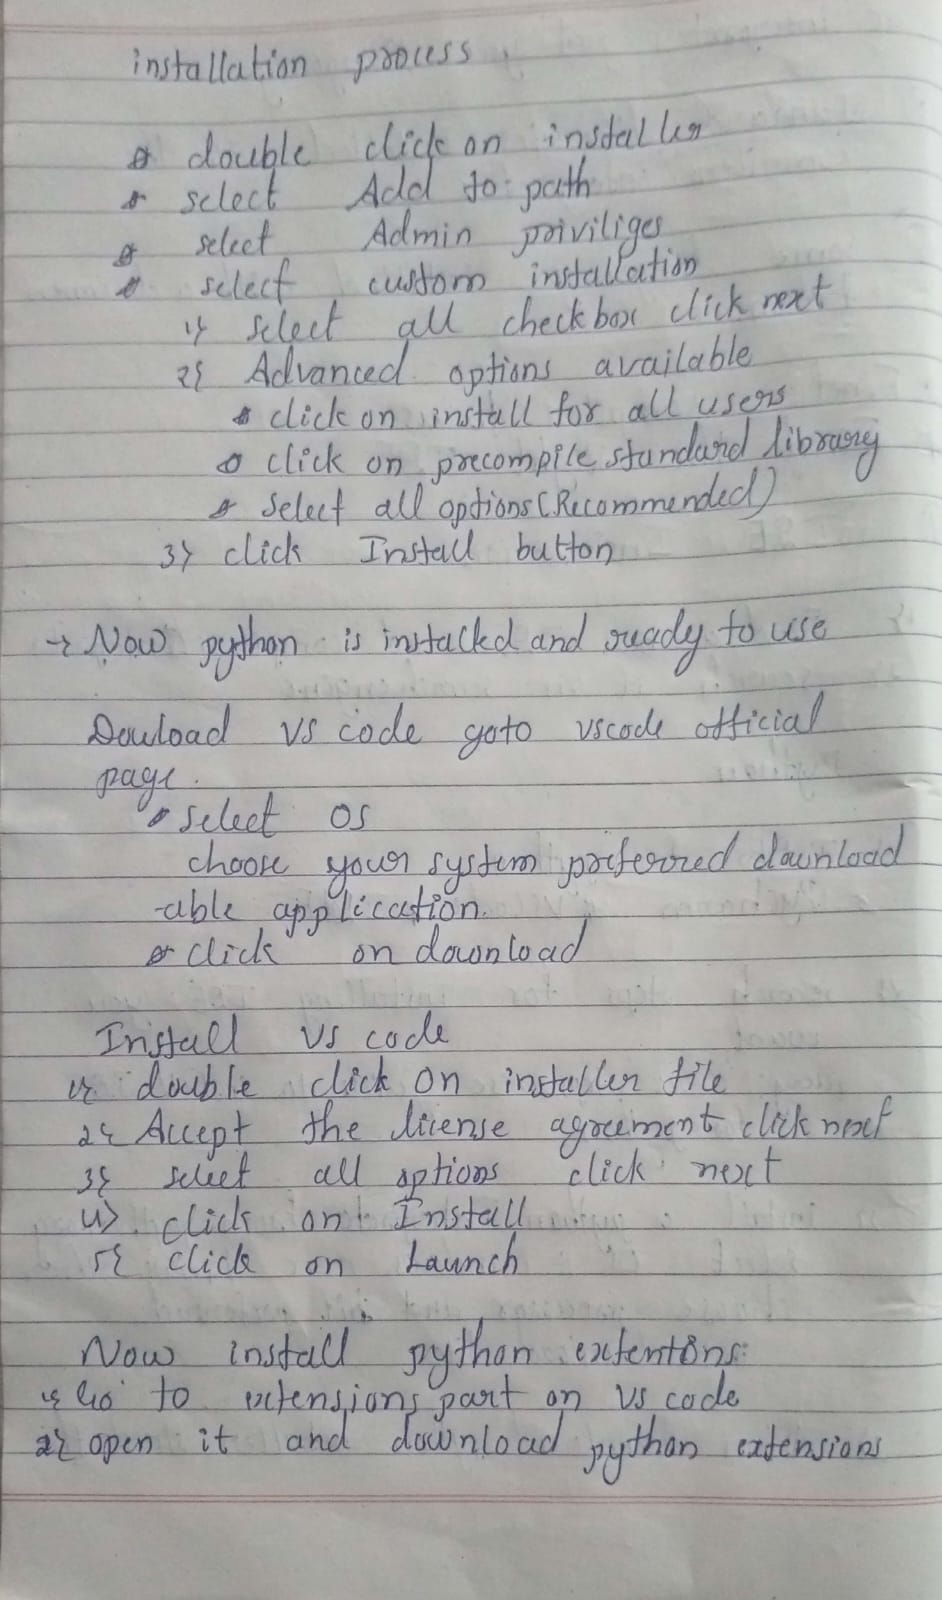 installation process
* double click on installer
* select Add to path
* select Admin priviliges
* select custom installation
1} select all checkbox click next
2} Advanced options available
* click on install for all users
* click on precompile standard library
* Select all options (Recommended)
3} click Install button
→ Now python is installed and ready to use
Douload vs code goto vscode official
page.
* select OS
choose your system preferred download
-able application.
* click on download
Install vs code
1} double click on installer file
2} Accept the license agreement click next
3} select all options click next
4} click on Install
5} click on Launch
Now install python extentons:
1} Go to extensions part on vs code
2} open it and download python extensions